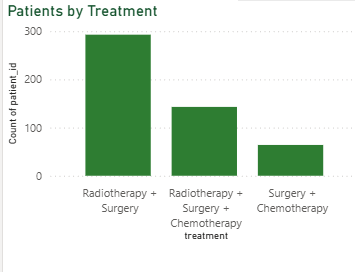 Patients by Treatment
300
200
100
0
Count of patient_id
Radiotherapy +
Surgery
Radiotherapy +
Surgery +
Chemotherapy
Surgery +
Chemotherapy
treatment